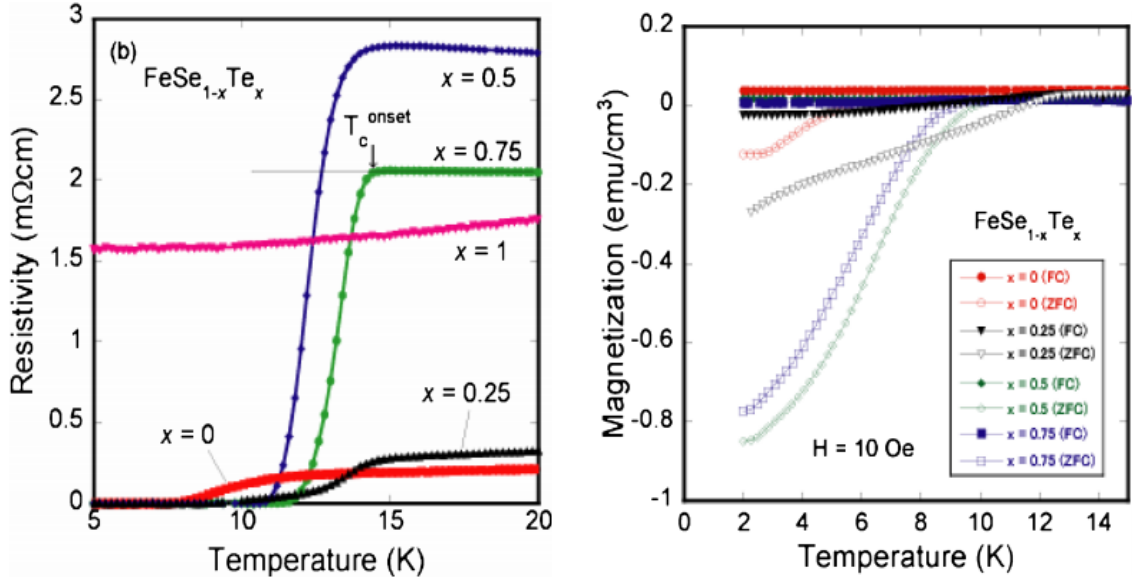 (b)
FeSe1-xTex
x = 0.5
Tc onset
x = 0.75
x = 1
x = 0.25
x = 0
3
2.5
2
1.5
1
0.5
0
5
10
15
20
Resistivity (mΩcm)
Temperature (K)
0.2
0
-0.2
-0.4
-0.6
-0.8
-1
0
2
4
6
8
10
12
14
Magnetization (emu/cm3)
Temperature (K)
FeSe1-xTex
x = 0 (FC)
x = 0 (ZFC)
x = 0.25 (FC)
x = 0.25 (ZFC)
x = 0.5 (FC)
x = 0.5 (ZFC)
x = 0.75 (FC)
x = 0.75 (ZFC)
H = 10 Oe